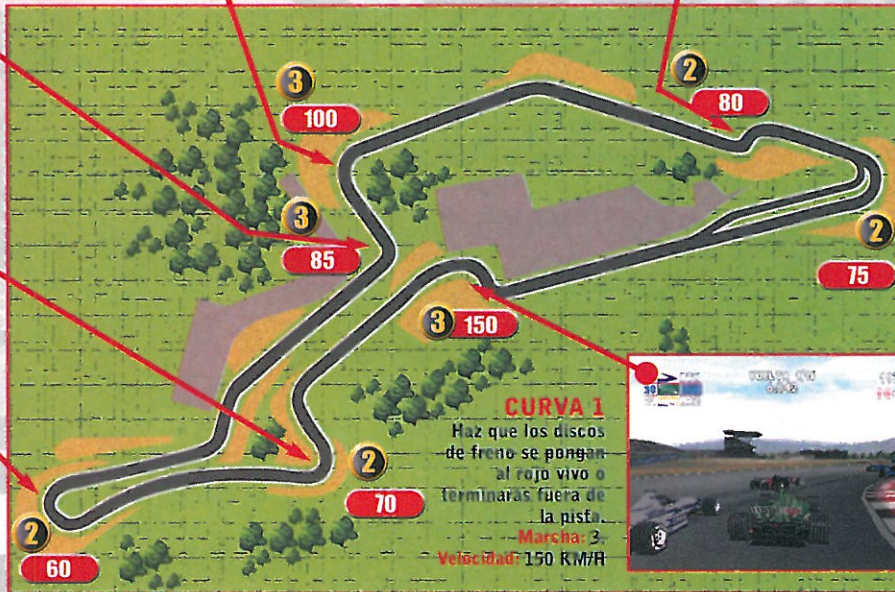 3
100
2
80
3
85
2
75
3
150
CURVA 1
Haz que los discos
de freno se pongan
al rojo vivo o
terminarás fuera de
la pista.
Marcha: 3.
Velocidad: 150 KM/H
2
70
2
60